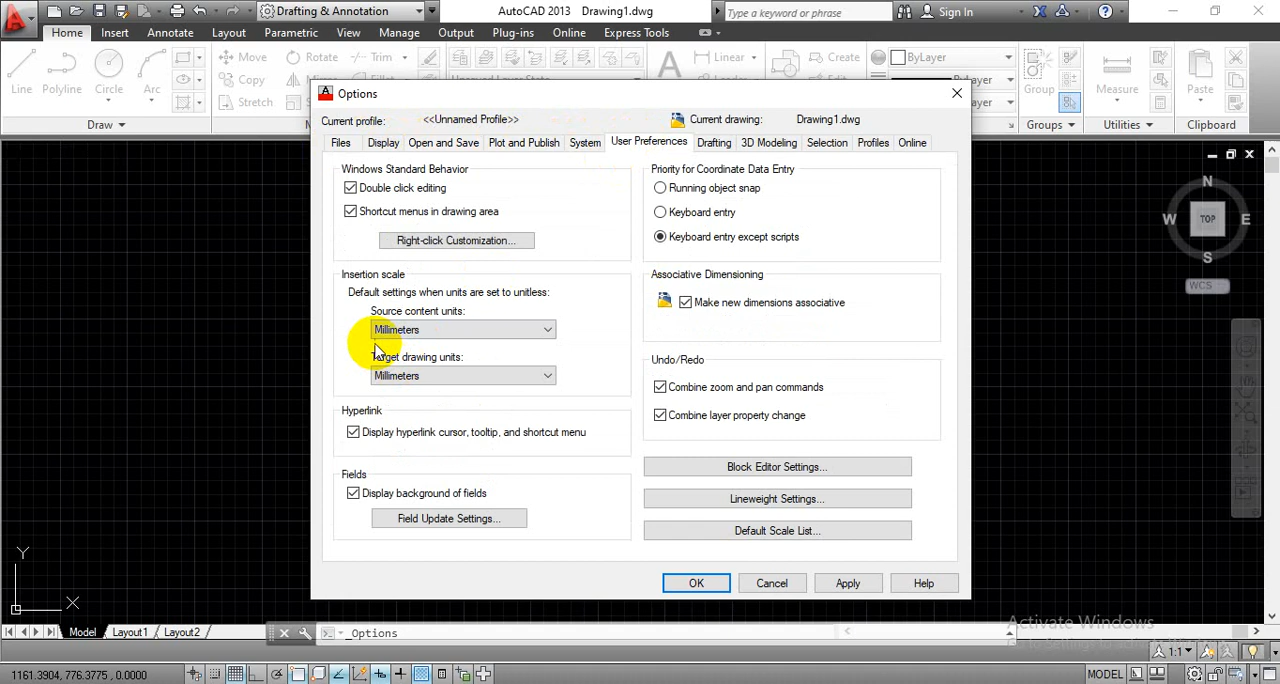 Drafting & Annotation
AutoCAD 2013 Drawing1.dwg
Type a keyword or phrase
Sign In
Home Insert Annotate Layout Parametric View Manage Output Plug-ins Online Express Tools
Line Polyline Circle Arc
Move Rotate Trim
Copy
Stretch
Linear
Create
ByLayer
Group Measure Paste
Draw Groups Utilities Clipboard
Options
Current profile: <<Unnamed Profile>> Current drawing: Drawing1.dwg
Files Display Open and Save Plot and Publish System User Preferences Drafting 3D Modeling Selection Profiles Online
Windows Standard Behavior
Double click editing
Shortcut menus in drawing area
Right-click Customization...
Insertion scale
Default settings when units are set to unitless:
Source content units:
Millimeters
Target drawing units:
Millimeters
Hyperlink
Display hyperlink cursor, tooltip, and shortcut menu
Fields
Display background of fields
Field Update Settings...
Priority for Coordinate Data Entry
Running object snap
Keyboard entry
Keyboard entry except scripts
Associative Dimensioning
Make new dimensions associative
Undo/Redo
Combine zoom and pan commands
Combine layer property change
Block Editor Settings...
Lineweight Settings...
Default Scale List...
OK Cancel Apply Help
N
W TOP E
S
WCS
Y
X
Model Layout1 Layout2
_Options
Activate Windows
1:1
1161.3904, 776.3775, 0.0000
MODEL